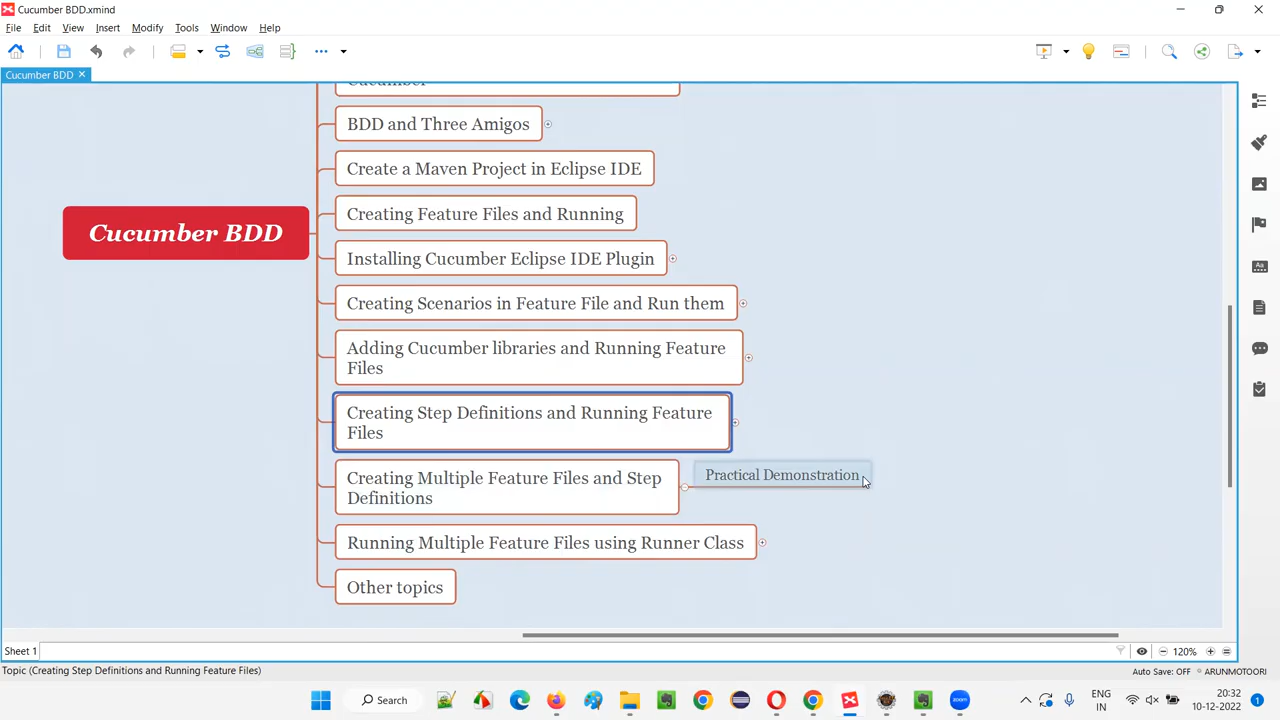 Cucumber BDD.xmind
File Edit View Insert Modify Tools Window Help
Cucumber BDD
Cucumber
BDD and Three Amigos
Create a Maven Project in Eclipse IDE
Creating Feature Files and Running
Cucumber BDD
Installing Cucumber Eclipse IDE Plugin
Creating Scenarios in Feature File and Run them
Adding Cucumber libraries and Running Feature
Files
Creating Step Definitions and Running Feature
Files
Creating Multiple Feature Files and Step
Definitions
Practical Demonstration
Running Multiple Feature Files using Runner Class
Other topics
Sheet 1
120%
Topic (Creating Step Definitions and Running Feature Files)
Auto Save: OFF
ARUNMOTOORI
Search
ENG
IN
20:32
10-12-2022
1